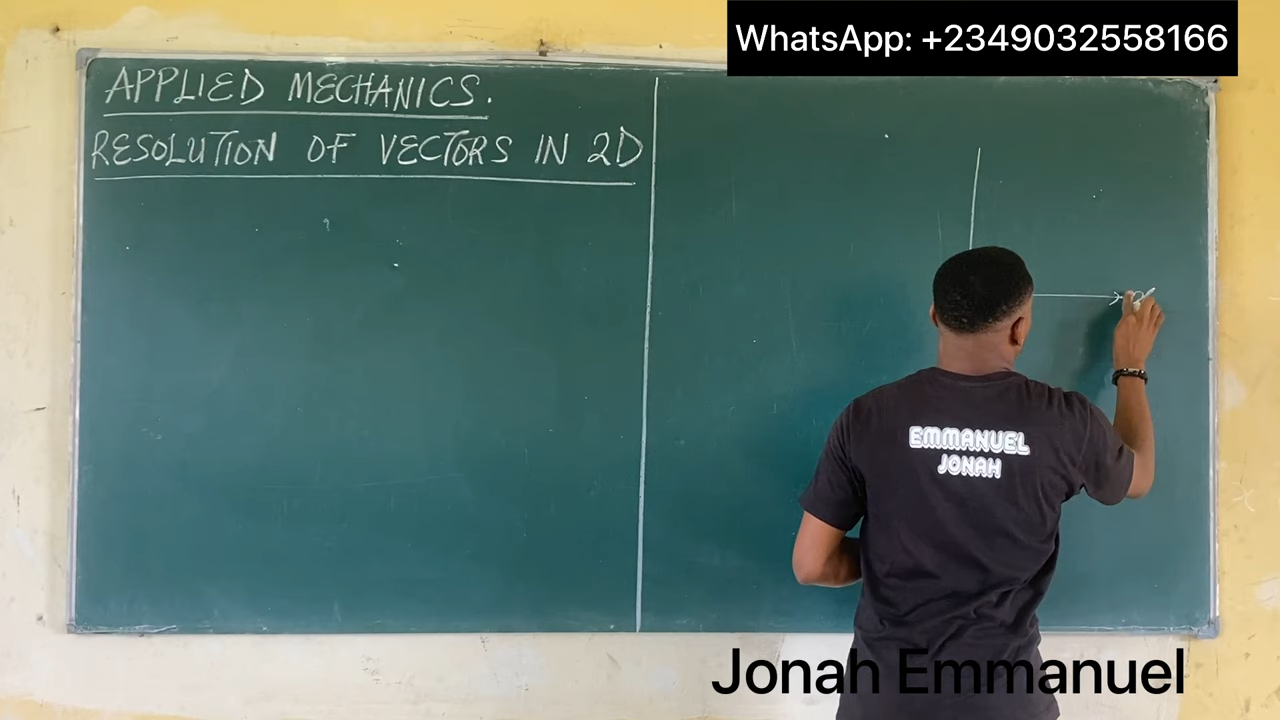 WhatsApp: +2349032558166
APPLIED MECHANICS.
RESOLUTION OF VECTORS IN 2D
EMMANUEL
JONAH
Jonah Emmanuel